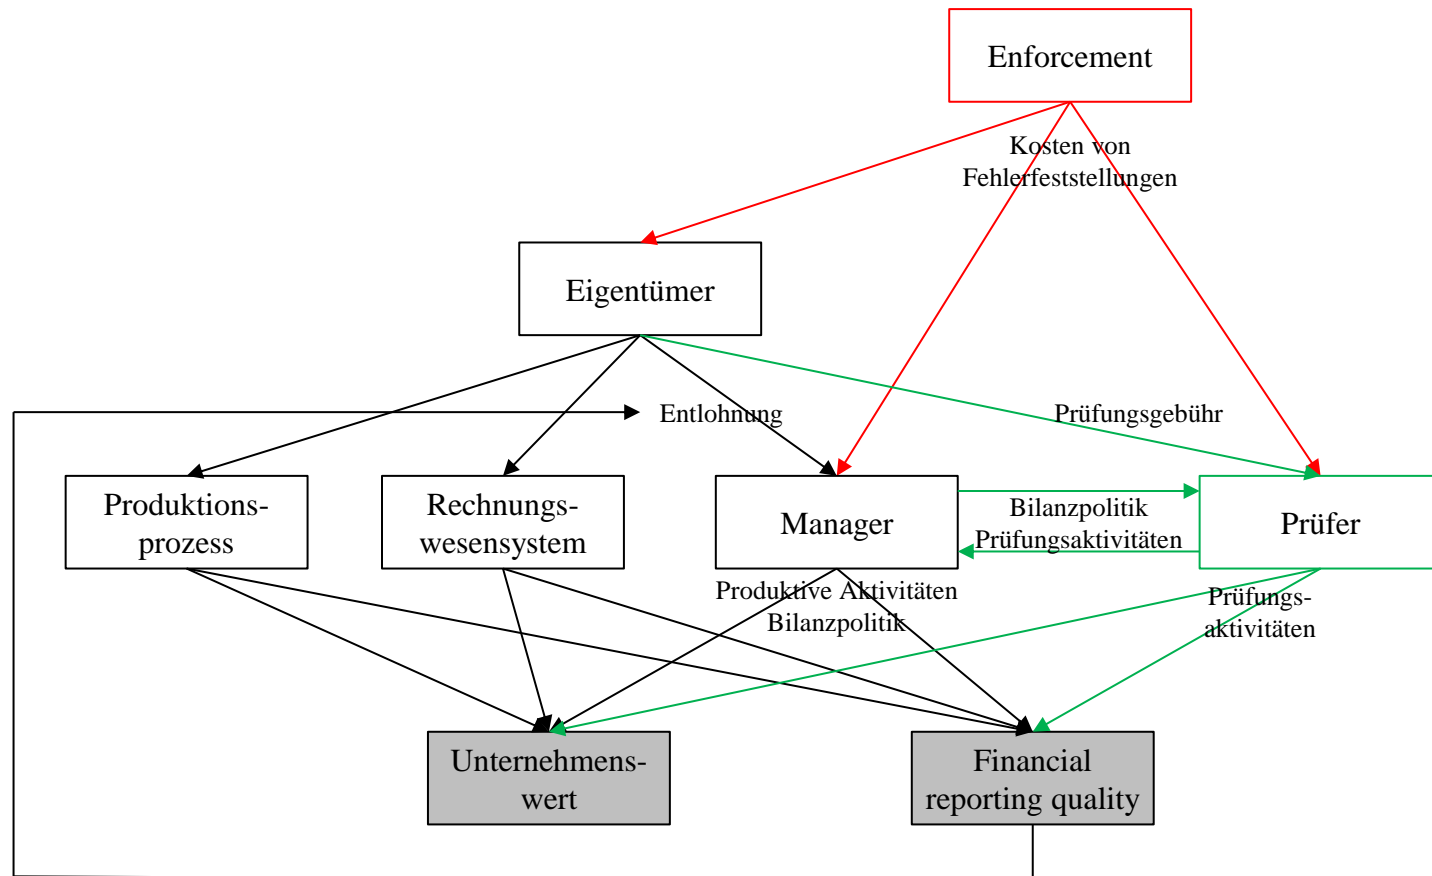 Enforcement
Kosten von
Fehlerfeststellungen
Eigentümer
Entlohnung
Prüfungsgebühr
Produktions-
prozess
Rechnungs-
wesensystem
Manager
Bilanzpolitik
Prüfungsaktivitäten
Prüfer
Produktive Aktivitäten
Bilanzpolitik
Prüfungs-
aktivitäten
Unternehmens-
wert
Financial
reporting quality